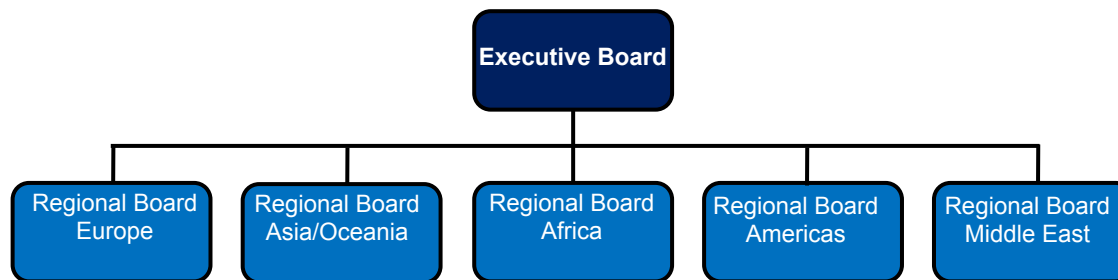 Executive Board
Regional Board
Europe
Regional Board
Asia/Oceania
Regional Board
Africa
Regional Board
Americas
Regional Board
Middle East